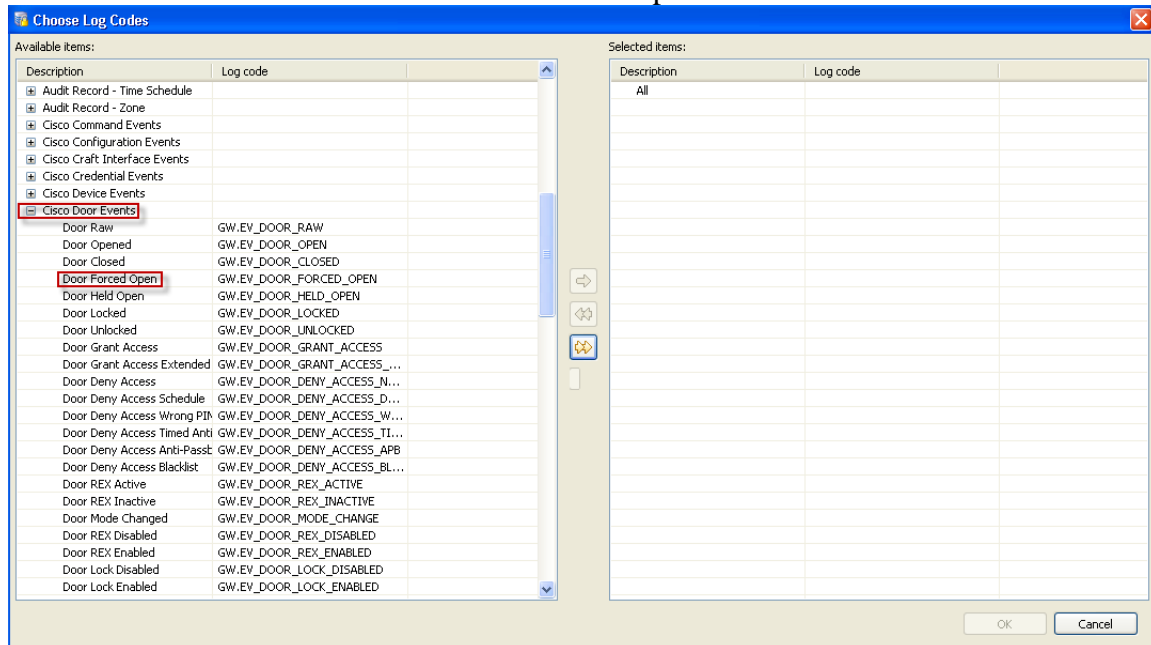 Choose Log Codes
Available items:
Selected items:
Description Log code
Description Log code
Audit Record - Time Schedule
All
Audit Record - Zone
Cisco Command Events
Cisco Configuration Events
Cisco Craft Interface Events
Cisco Credential Events
Cisco Device Events
Cisco Door Events
Door Raw GW.EV_DOOR_RAW
Door Opened GW.EV_DOOR_OPEN
Door Closed GW.EV_DOOR_CLOSED
Door Forced Open GW.EV_DOOR_FORCED_OPEN
Door Held Open GW.EV_DOOR_HELD_OPEN
Door Locked GW.EV_DOOR_LOCKED
Door Unlocked GW.EV_DOOR_UNLOCKED
Door Grant Access GW.EV_DOOR_GRANT_ACCESS
Door Grant Access Extended GW.EV_DOOR_GRANT_ACCESS_...
Door Deny Access GW.EV_DOOR_DENY_ACCESS_N...
Door Deny Access Schedule GW.EV_DOOR_DENY_ACCESS_D...
Door Deny Access Wrong PIN GW.EV_DOOR_DENY_ACCESS_W...
Door Deny Access Timed Anti GW.EV_DOOR_DENY_ACCESS_TI...
Door Deny Access Anti-Passb GW.EV_DOOR_DENY_ACCESS_APB
Door Deny Access Blacklist GW.EV_DOOR_DENY_ACCESS_BL...
Door REX Active GW.EV_DOOR_REX_ACTIVE
Door REX Inactive GW.EV_DOOR_REX_INACTIVE
Door Mode Changed GW.EV_DOOR_MODE_CHANGE
Door REX Disabled GW.EV_DOOR_REX_DISABLED
Door REX Enabled GW.EV_DOOR_REX_ENABLED
Door Lock Disabled GW.EV_DOOR_LOCK_DISABLED
Door Lock Enabled GW.EV_DOOR_LOCK_ENABLED
OK Cancel